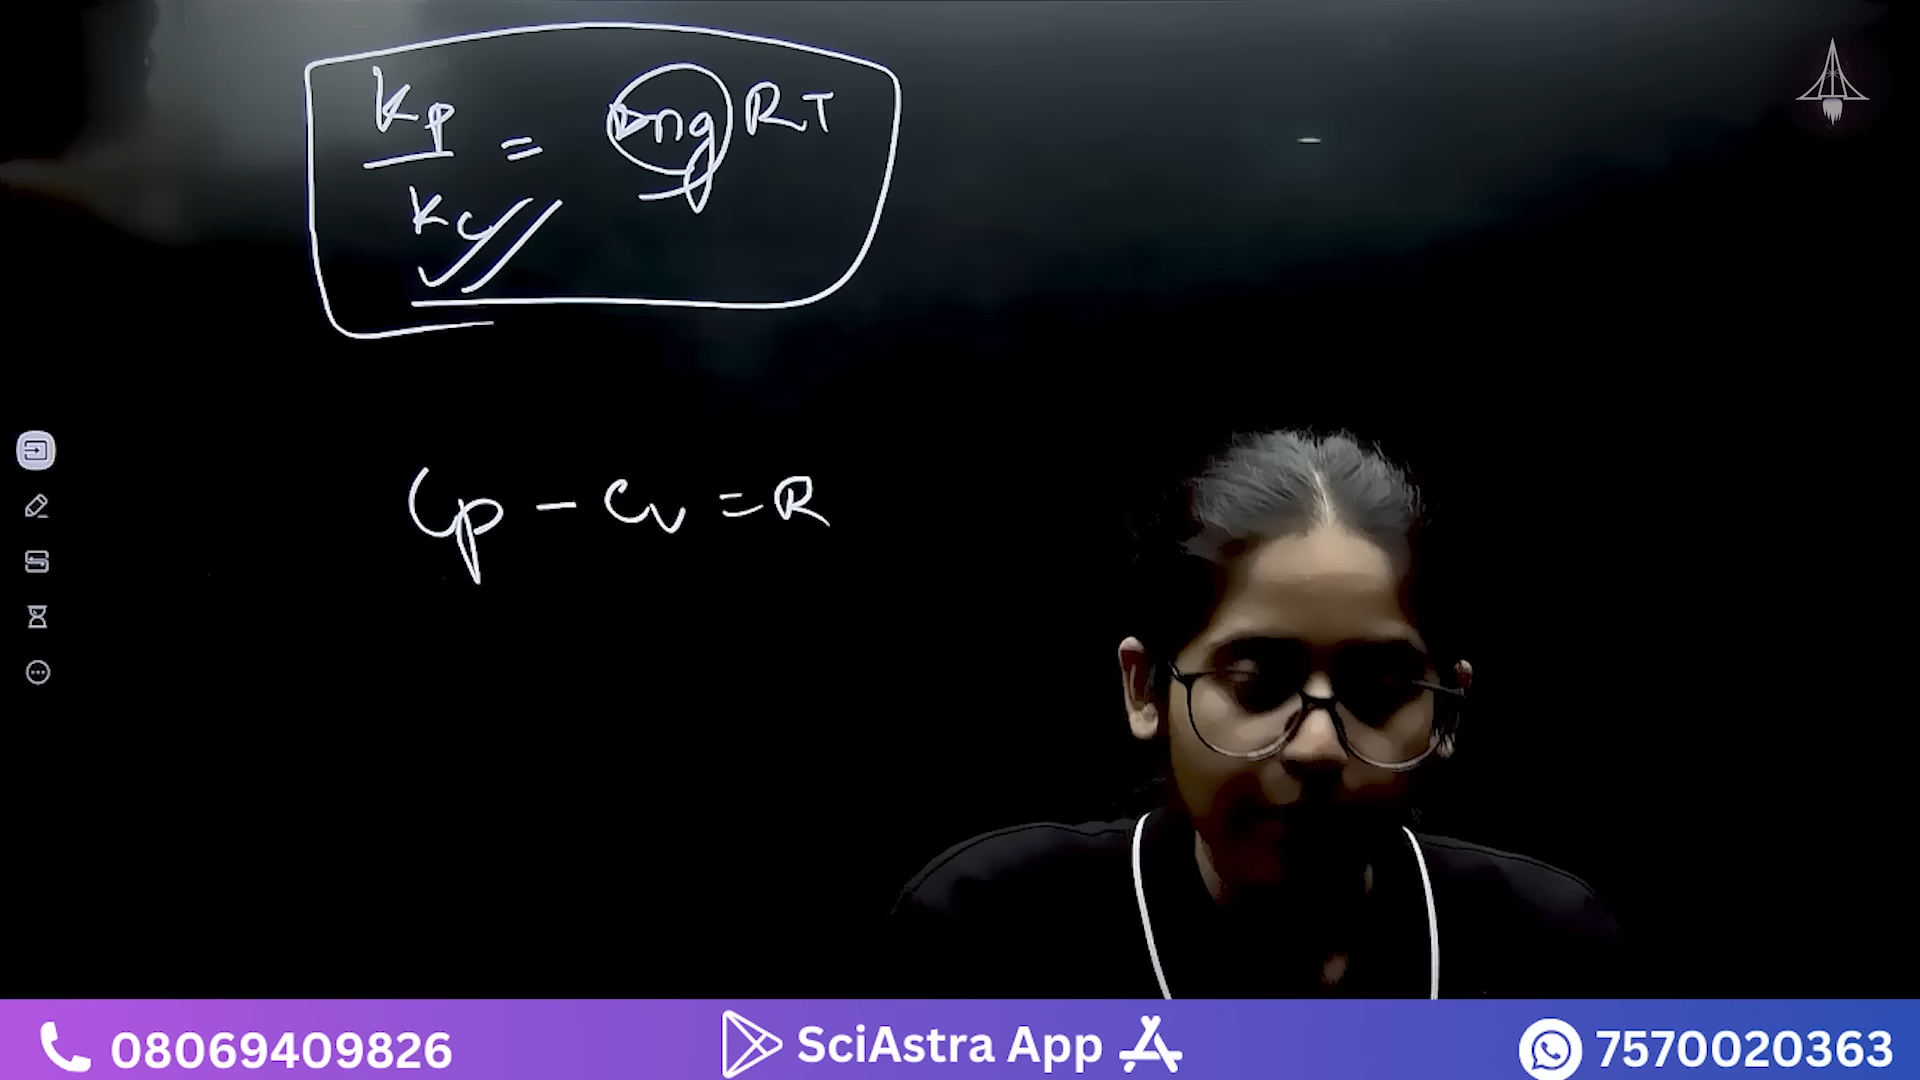 Kp
— = Δng RT
Kc
Cp - Cv = R
08069409826 SciAstra App 7570020363